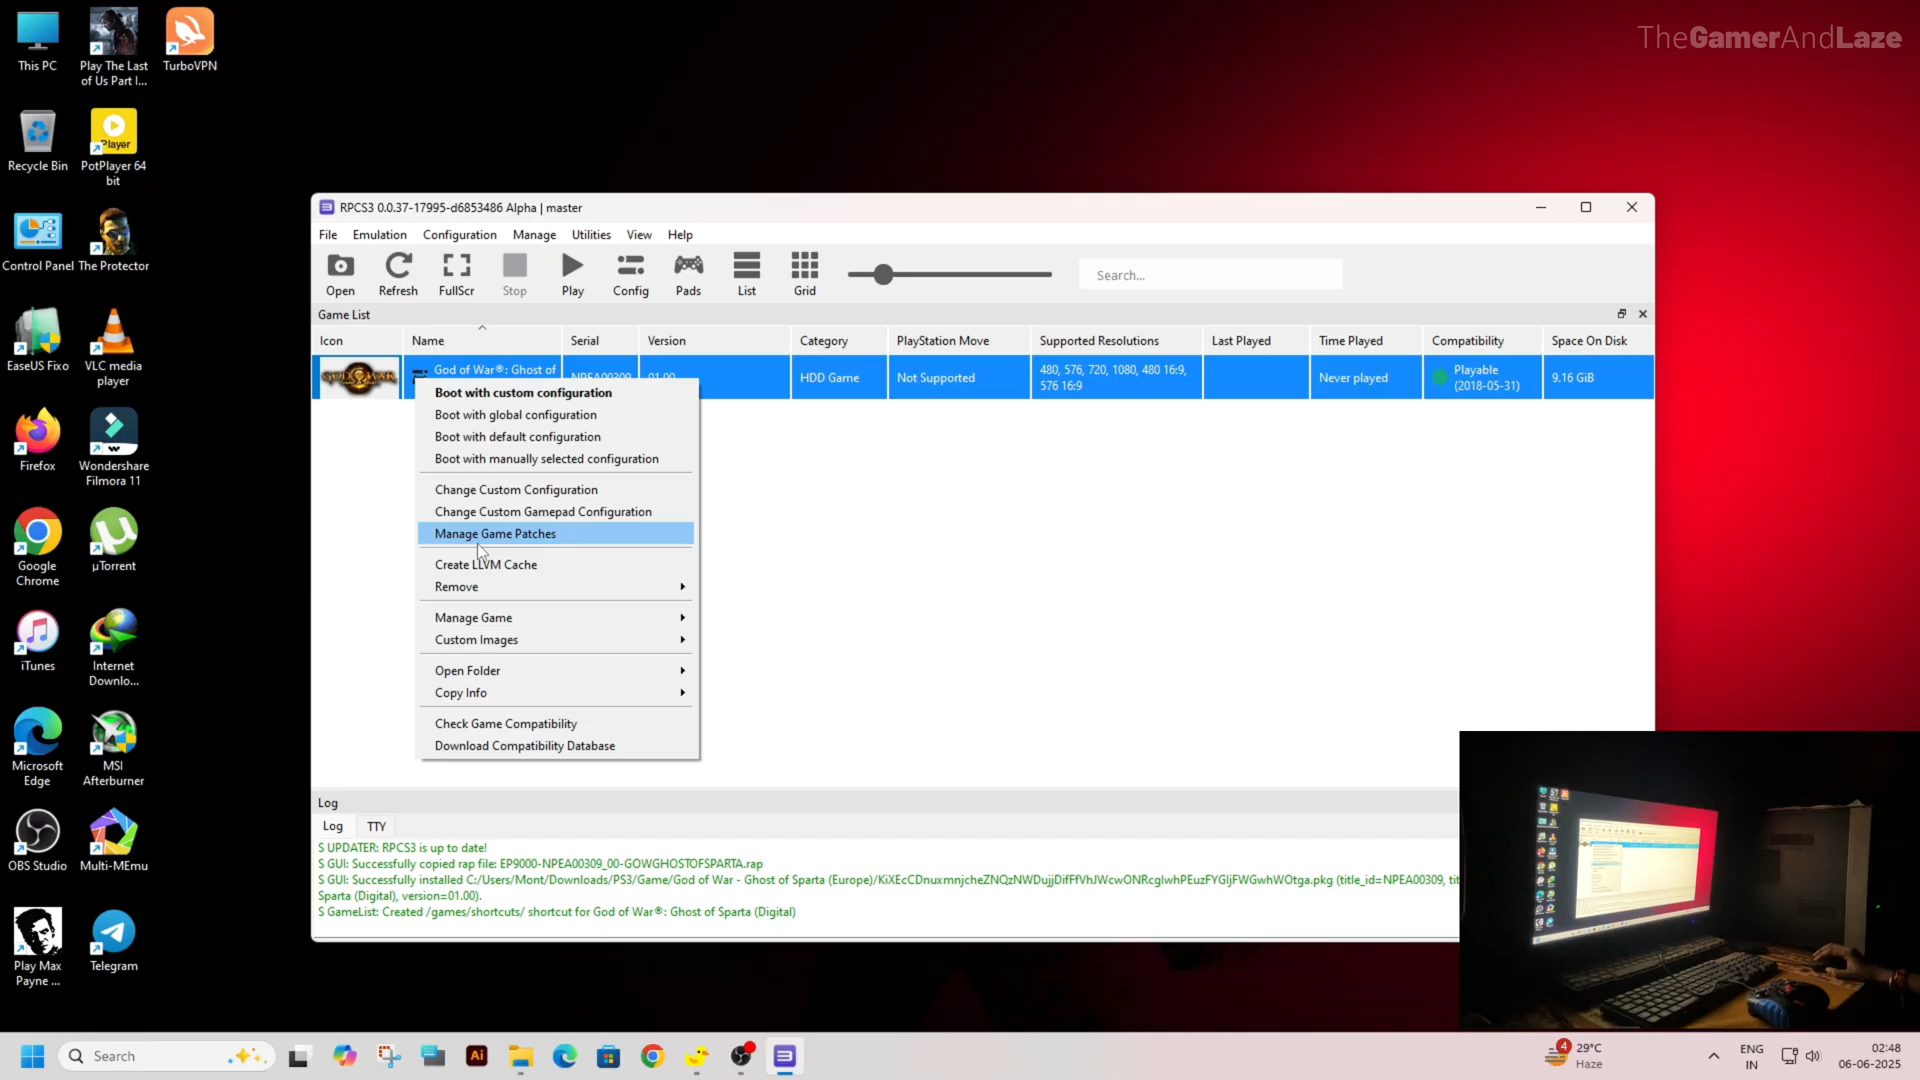 TheGamerAndLaze
This PC
Play The Last
of Us Part I...
TurboVPN
Recycle Bin
Player
PotPlayer 64
bit
Control Panel
The Protector
EaseUS Fixo
VLC media
player
Firefox
Wondershare
Filmora 11
Google
Chrome
µTorrent
iTunes
Internet
Downlo...
Microsoft
Edge
MSI
Afterburner
OBS Studio
Multi-MEmu
Play Max
Payne ...
Telegram
RPCS3 0.0.37-17995-d6853486 Alpha | master
File Emulation Configuration Manage Utilities View Help
Open Refresh FullScr Stop Play Config Pads List Grid
Search...
Game List
Icon Name Serial Version Category PlayStation Move Supported Resolutions Last Played Time Played Compatibility Space On Disk
GOD OF WAR
God of War®: Ghost of
NPEA00309 01.00 HDD Game Not Supported
480, 576, 720, 1080, 480 16:9,
576 16:9
Never played
Playable
(2018-05-31)
9.16 GiB
Boot with custom configuration
Boot with global configuration
Boot with default configuration
Boot with manually selected configuration
Change Custom Configuration
Change Custom Gamepad Configuration
Manage Game Patches
Create LLVM Cache
Remove
Manage Game
Custom Images
Open Folder
Copy Info
Check Game Compatibility
Download Compatibility Database
Log
Log TTY
S UPDATER: RPCS3 is up to date!
S GUI: Successfully copied rap file: EP9000-NPEA00309_00-GOWGHOSTOFSPARTA.rap
S GUI: Successfully installed C:/Users/Mont/Downloads/PS3/Game/God of War - Ghost of Sparta (Europe)/KiXEcCDnuxmnjcheZNQzNWDujjDifFfVhJWcwONRcglwhPEuzFYGljFWGwhWOtga.pkg (title_id=NPEA00309, tit
Sparta (Digital), version=01.00).
S GameList: Created /games/shortcuts/ shortcut for God of War®: Ghost of Sparta (Digital)
Search
Ai
4
29°C
Haze
ENG
IN
02:48
06-06-2025